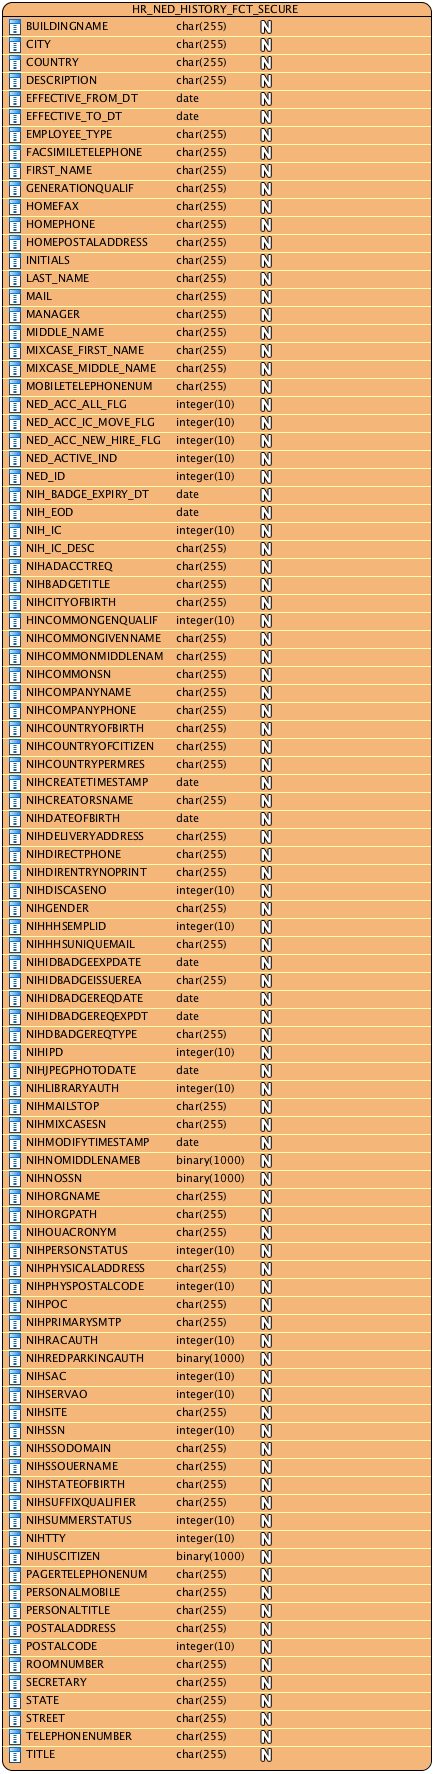 HR_NED_HISTORY_FCT_SECURE
BUILDINGNAME char(255) N
CITY char(255) N
COUNTRY char(255) N
DESCRIPTION char(255) N
EFFECTIVE_FROM_DT date N
EFFECTIVE_TO_DT date N
EMPLOYEE_TYPE char(255) N
FACSIMILETELEPHONE char(255) N
FIRST_NAME char(255) N
GENERATIONQUALIF char(255) N
HOMEFAX char(255) N
HOMEPHONE char(255) N
HOMEPOSTALADDRESS char(255) N
INITIALS char(255) N
LAST_NAME char(255) N
MAIL char(255) N
MANAGER char(255) N
MIDDLE_NAME char(255) N
MIXCASE_FIRST_NAME char(255) N
MIXCASE_MIDDLE_NAME char(255) N
MOBILETELEPHONENUM char(255) N
NED_ACC_ALL_FLG integer(10) N
NED_ACC_IC_MOVE_FLG integer(10) N
NED_ACC_NEW_HIRE_FLG integer(10) N
NED_ACTIVE_IND integer(10) N
NED_ID integer(10) N
NIH_BADGE_EXPIRY_DT date N
NIH_EOD date N
NIH_IC integer(10) N
NIH_IC_DESC char(255) N
NIHADACCTREQ char(255) N
NIHBADGETITLE char(255) N
NIHCITYOFBIRTH char(255) N
HINCOMMONGENQUALIF integer(10) N
NIHCOMMONGIVENNAME char(255) N
NIHCOMMONMIDDLENAM char(255) N
NIHCOMMONSN char(255) N
NIHCOMPANYNAME char(255) N
NIHCOMPANYPHONE char(255) N
NIHCOUNTRYOFBIRTH char(255) N
NIHCOUNTRYOFCITIZEN char(255) N
NIHCOUNTRYPERMRES char(255) N
NIHCREATETIMESTAMP date N
NIHCREATORSNAME char(255) N
NIHDATEOFBIRTH date N
NIHDELIVERYADDRESS char(255) N
NIHDIRECTPHONE char(255) N
NIHDIRENTRYNOPRINT char(255) N
NIHDISCASENO integer(10) N
NIHGENDER char(255) N
NIHHHSEMPLID integer(10) N
NIHHHSUNIQUEMAIL char(255) N
NIHIDBADGEEXPDATE date N
NIHIDBADGEISSUEREA char(255) N
NIHIDBADGEREQDATE date N
NIHIDBADGEREQEXPDT date N
NIHDBADGEREQTYPE char(255) N
NIHIPD integer(10) N
NIHJPEGPHOTODATE date N
NIHLIBRARYAUTH integer(10) N
NIHMAILSTOP char(255) N
NIHMIXCASESN char(255) N
NIHMODIFYTIMESTAMP date N
NIHNOMIDDLENAMEB binary(1000) N
NIHNOSSN binary(1000) N
NIHORGNAME char(255) N
NIHORGPATH char(255) N
NIHOUACRONYM char(255) N
NIHPERSONSTATUS integer(10) N
NIHPHYSICALADDRESS char(255) N
NIHPHYSPOSTALCODE integer(10) N
NIHPOC char(255) N
NIHPRIMARYSMTP char(255) N
NIHRACAUTH integer(10) N
NIHREDPARKINGAUTH binary(1000) N
NIHSAC integer(10) N
NIHSERVAO integer(10) N
NIHSITE char(255) N
NIHSSN integer(10) N
NIHSSODOMAIN char(255) N
NIHSSOUERNAME char(255) N
NIHSTATEOFBIRTH char(255) N
NIHSUFFIXQUALIFIER char(255) N
NIHSUMMERSTATUS integer(10) N
NIHTTY integer(10) N
NIHUSCITIZEN binary(1000) N
PAGERTELEPHONENUM char(255) N
PERSONALMOBILE char(255) N
PERSONALTITLE char(255) N
POSTALADDRESS char(255) N
POSTALCODE integer(10) N
ROOMNUMBER char(255) N
SECRETARY char(255) N
STATE char(255) N
STREET char(255) N
TELEPHONENUMBER char(255) N
TITLE char(255) N